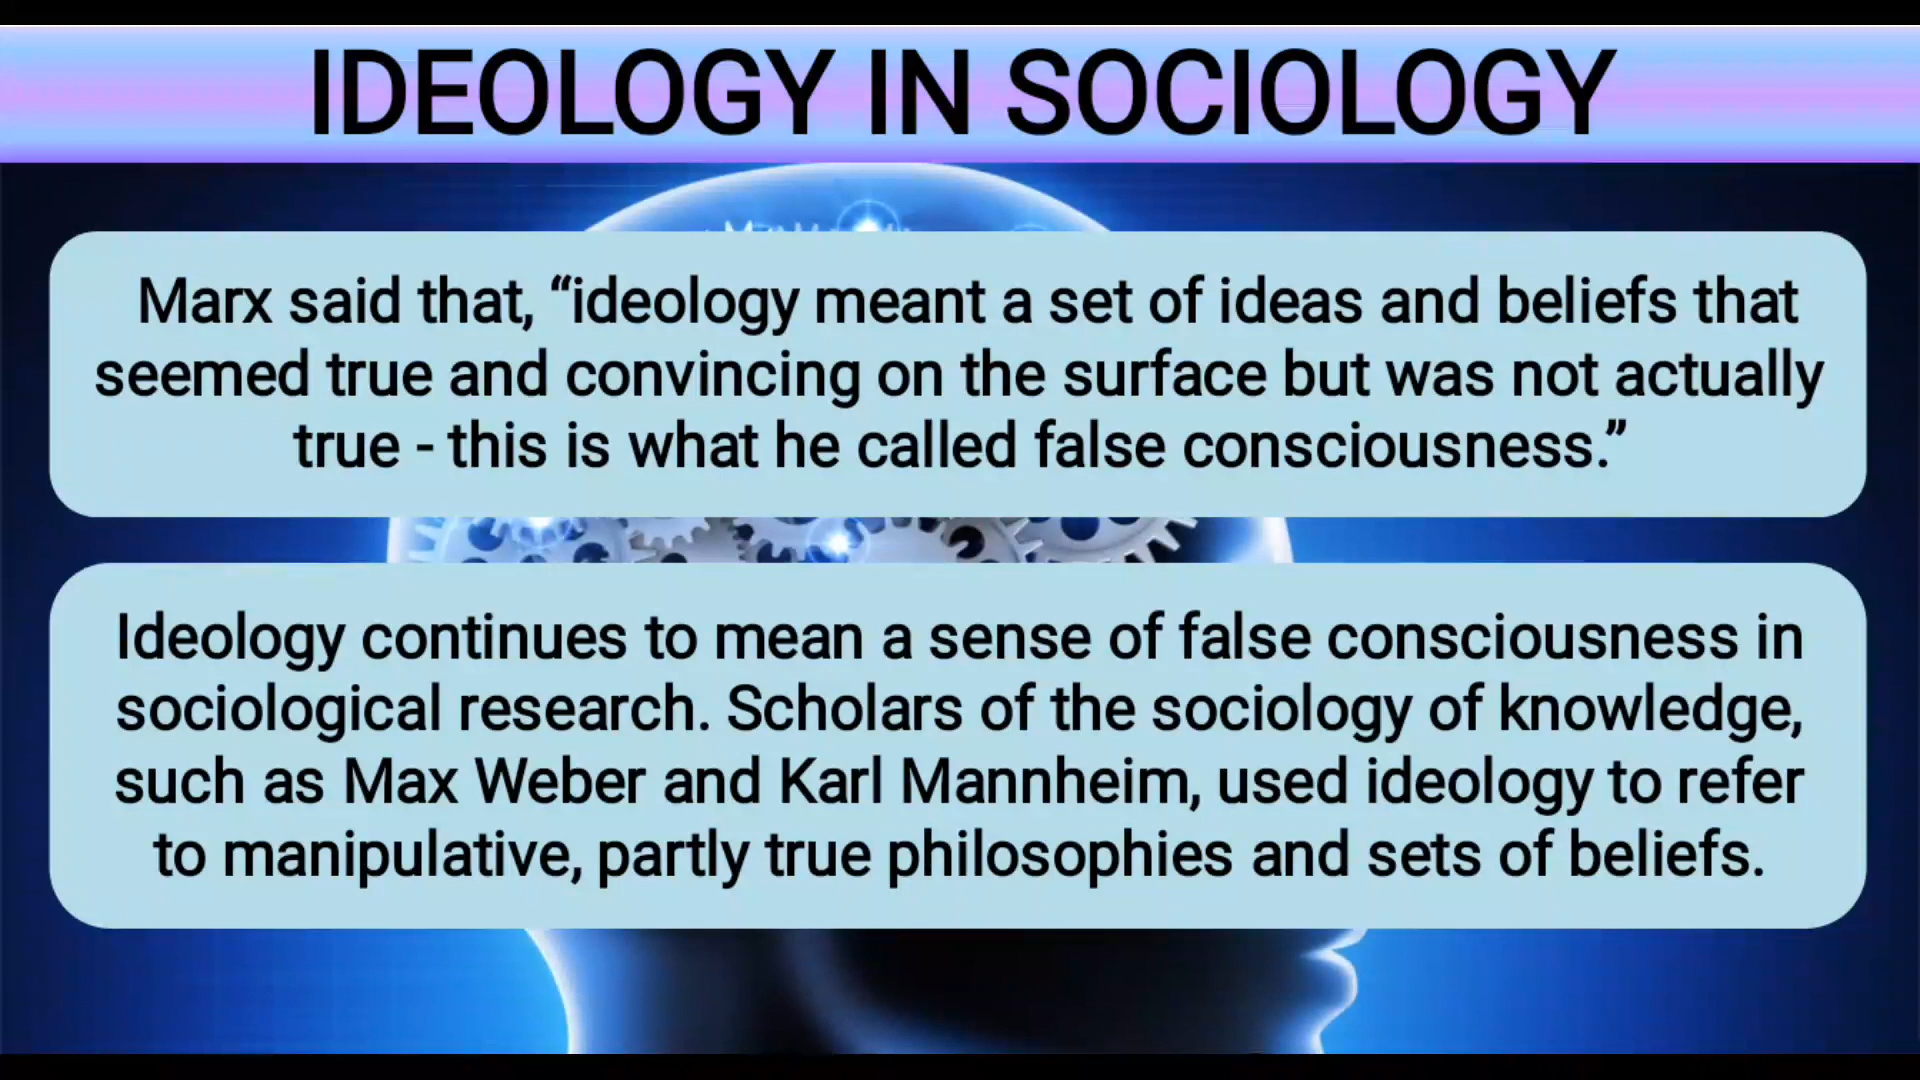 IDEOLOGY IN SOCIOLOGY
Marx said that, “ideology meant a set of ideas and beliefs that
seemed true and convincing on the surface but was not actually
true - this is what he called false consciousness.”
Ideology continues to mean a sense of false consciousness in
sociological research. Scholars of the sociology of knowledge,
such as Max Weber and Karl Mannheim, used ideology to refer
to manipulative, partly true philosophies and sets of beliefs.